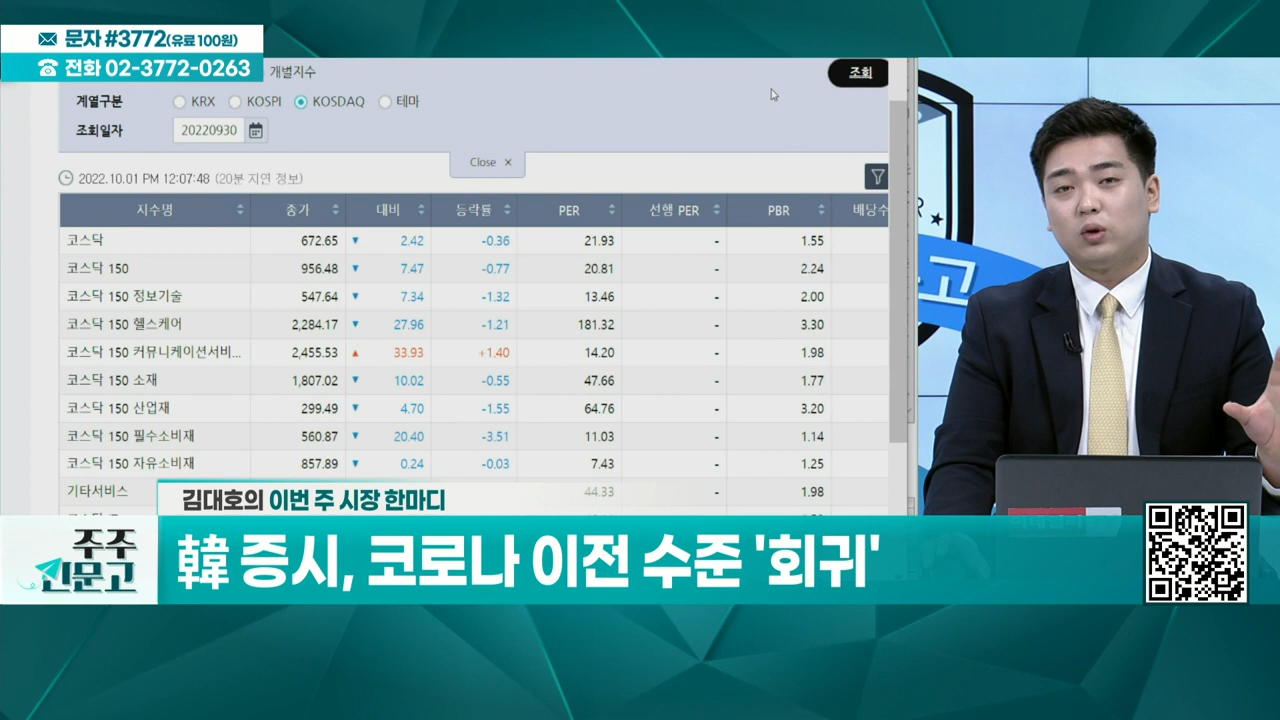 문자 #3772(유료 100원)
전화 02-3772-0263
개별지수
조회
계열구분 KRX KOSPI KOSDAQ 테마
조회일자 20220930
Close ×
2022.10.01 PM 12:07:48 (20분 지연 정보)
지수명 종가 대비 등락률 PER 선행 PER PBR 배당수
코스닥 672.65 ▼ 2.42 -0.36 21.93 - 1.55
코스닥 150 956.48 ▼ 7.47 -0.77 20.81 - 2.24
코스닥 150 정보기술 547.64 ▼ 7.34 -1.32 13.46 - 2.00
코스닥 150 헬스케어 2,284.17 ▼ 27.96 -1.21 181.32 - 3.30
코스닥 150 커뮤니케이션서비... 2,455.53 ▲ 33.93 +1.40 14.20 - 1.98
코스닥 150 소재 1,807.02 ▼ 10.02 -0.55 47.66 - 1.77
코스닥 150 산업재 299.49 ▼ 4.70 -1.55 64.76 - 3.20
코스닥 150 필수소비재 560.87 ▼ 20.40 -3.51 11.03 - 1.14
코스닥 150 자유소비재 857.89 ▼ 0.24 -0.03 7.43 - 1.25
기타서비스 44.33 - 1.98
고
김대호의 이번 주 시장 한마디
주주
신문고
韓 증시, 코로나 이전 수준 '회귀'